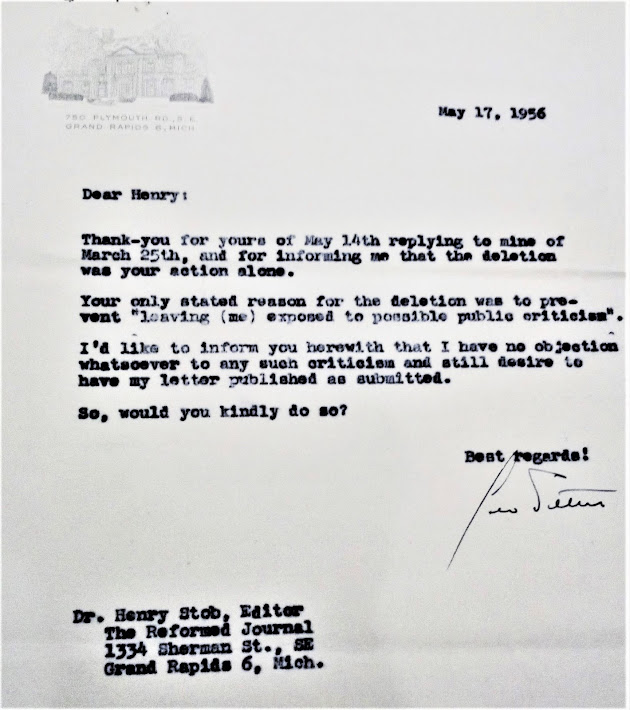 750 PLYMOUTH RD., S. E.
GRAND RAPIDS 6, MICH.
May 17, 1956
Dear Henry:
Thank-you for yours of May 14th replying to mine of
March 25th, and for informing me that the deletion
was your action alone.
Your only stated reason for the deletion was to pre-
vent "leaving (me) exposed to possible public criticism".
I'd like to inform you herewith that I have no objection
whatsoever to any such criticism and still desire to
have my letter published as submitted.
So, would you kindly do so?
Best regards!
Dr. Henry Stob, Editor
The Reformed Journal
1334 Sherman St., SE
Grand Rapids 6, Mich.